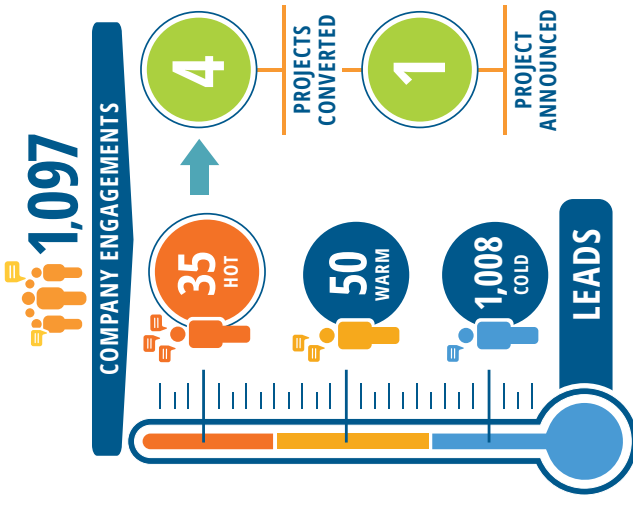 1,097
COMPANY ENGAGEMENTS
35
HOT
4
PROJECTS
CONVERTED
50
WARM
1
PROJECT
ANNOUNCED
1,008
COLD
LEADS